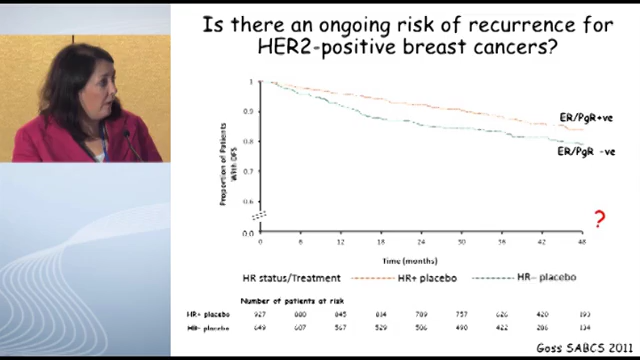 Is there an ongoing risk of recurrence for
HER2-positive breast cancers?
Proportion of Patients
With DFS
1
0.9
0.8
0.7
0.6
0.0
ER/PgR+ve
ER/PgR -ve
?
0 6 12 18 24 30 36 42 48
Time (months)
HR status/Treatment HR+ placebo HR- placebo
Number of patients at risk
HR+ placebo 927 845 814 789 757 626 420 193
HR- placebo 649 607 567 529 506 490 422 286 134
Goss SABCS 2011